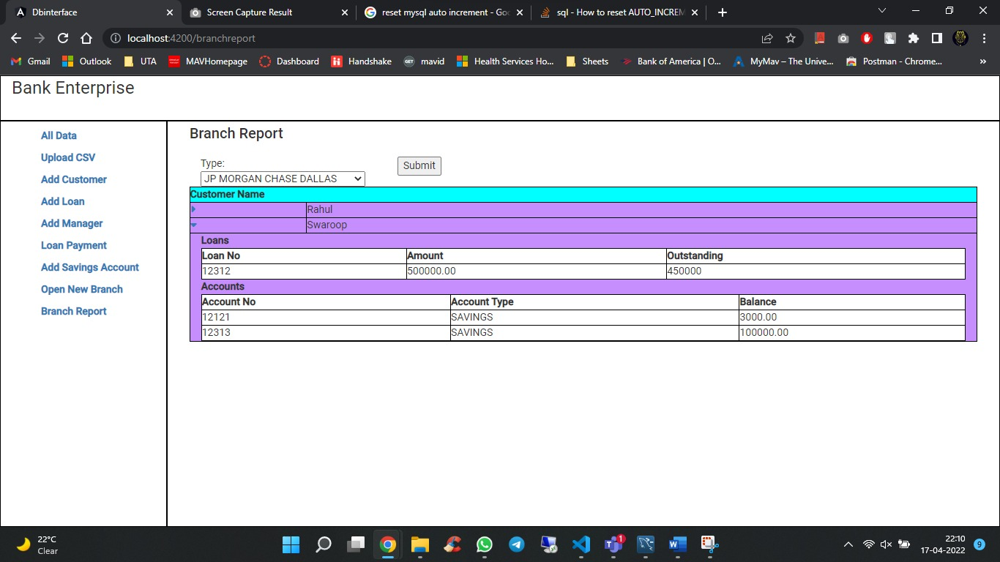 Dbinterface
Screen Capture Result
reset mysql auto increment - Goo
sql - How to reset AUTO_INCREM
localhost:4200/branchreport
Gmail
Outlook
UTA
MAVHomepage
Dashboard
Handshake
GET
mavid
Health Services Ho...
Sheets
Bank of America | O...
MyMav – The Unive...
Postman - Chrome...
»
Bank Enterprise
All Data
Upload CSV
Add Customer
Add Loan
Add Manager
Loan Payment
Add Savings Account
Open New Branch
Branch Report
Branch Report
Type:
JP MORGAN CHASE DALLAS
Submit
Customer Name
Rahul
Swaroop
Loans
Loan No Amount Outstanding
12312 500000.00 450000
Accounts
Account No Account Type Balance
12121 SAVINGS 3000.00
12313 SAVINGS 100000.00
22°C
Clear
1
22:10
17-04-2022
9